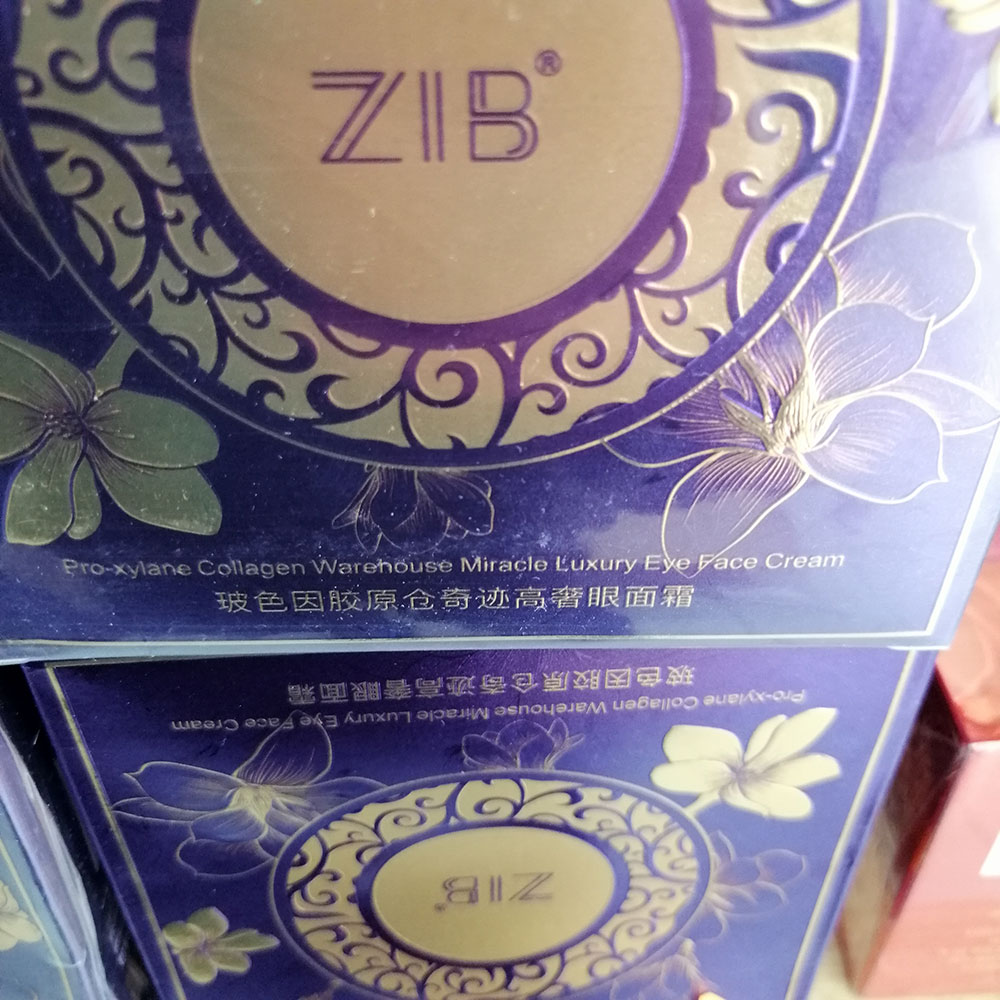 ZIB®
Pro-xylane Collagen Warehouse Miracle Luxury Eye Face Cream
玻色因胶原仓奇迹高奢眼面霜
玻色因胶原仓奇迹高奢眼面霜
Pro-xylane Collagen Warehouse Miracle Luxury Eye Face Cream
ZIB®